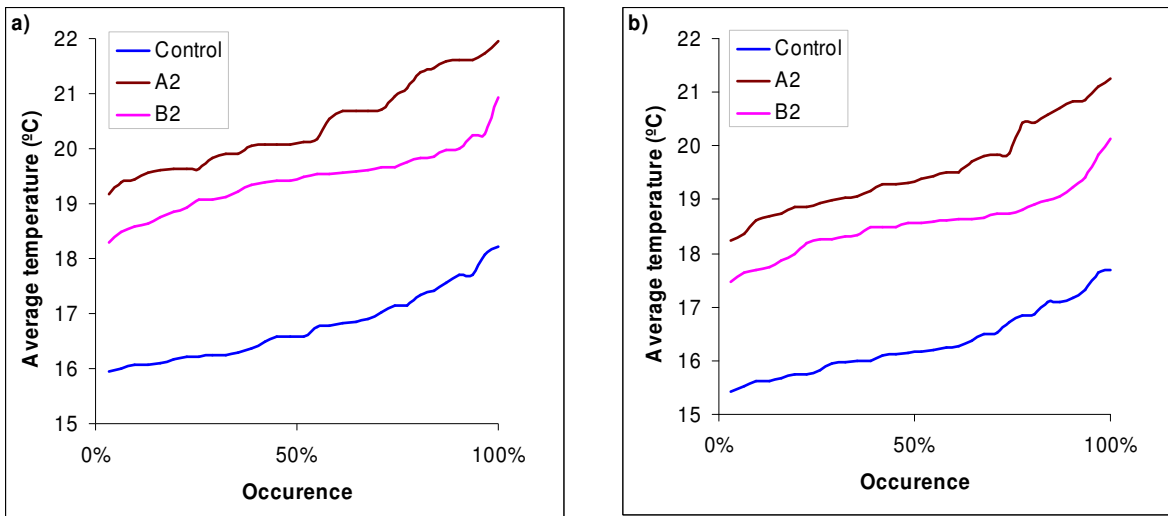 a)
Control
A2
B2
Average temperature (ºC)
22
21
20
19
18
17
16
15
0%
50%
100%
Occurence
b)
Control
A2
B2
Average temperature (ºC)
22
21
20
19
18
17
16
15
0%
50%
100%
Occurence